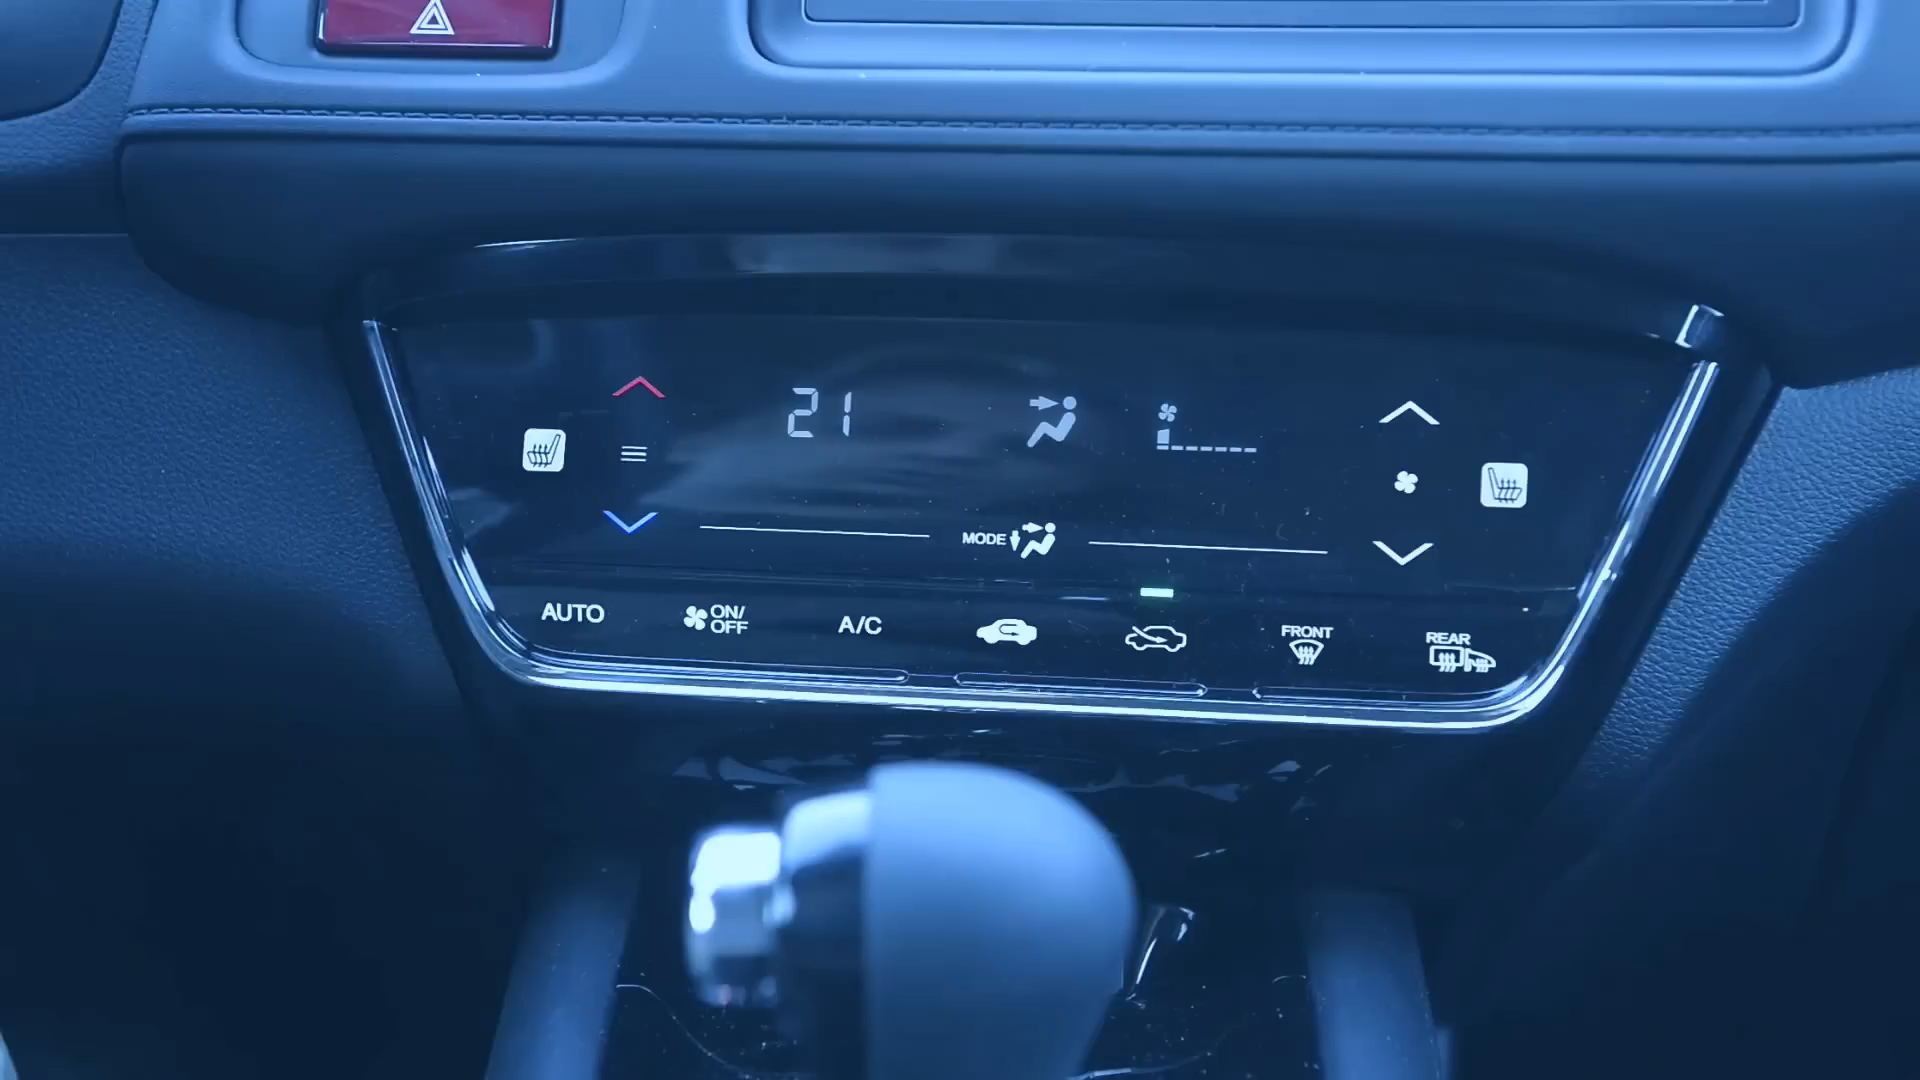 21
MODE
AUTO
ON/
OFF
A/C
FRONT
REAR